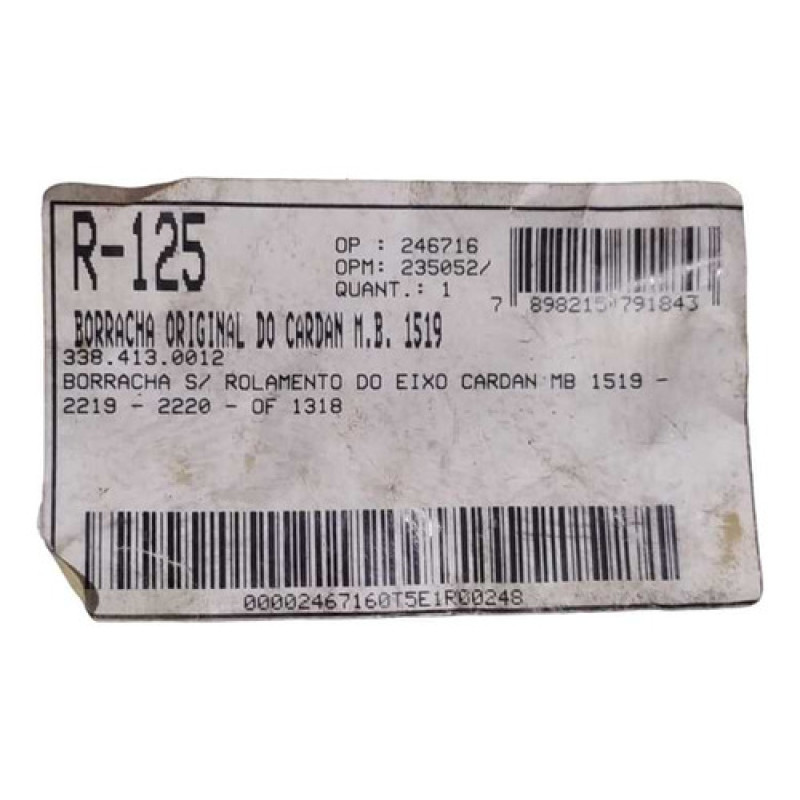 R-125
OP : 246716
OPM: 235052/
QUANT.: 1
7 898215 791843
BORRACHA ORIGINAL DO CARDAN M.B. 1519
338.413.0012
BORRACHA S/ ROLAMENTO DO EIXO CARDAN MB 1519 -
2219 - 2220 - OF 1318
00002467160T5E1R00248